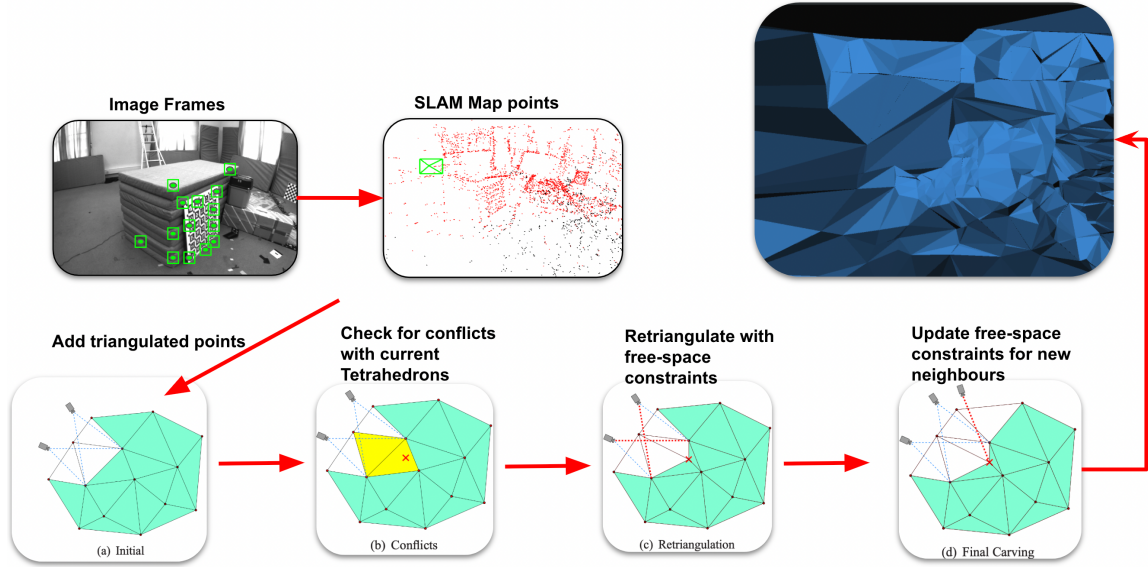 Image Frames
SLAM Map points
Add triangulated points
Check for conflicts
with current
Tetrahedrons
Retriangulate with
free-space
constraints
Update free-space
constraints for new
neighbours
(a) Initial
(b) Conflicts
(c) Retriangulation
(d) Final Carving